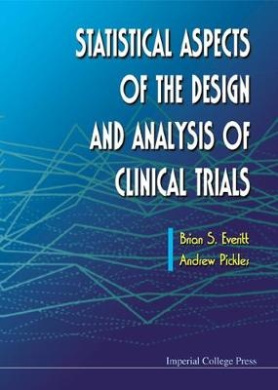 STATISTICAL ASPECTS
OF THE DESIGN
AND ANALYSIS OF
CLINICAL TRIALS
Brian S. Everitt
Andrew Pickles
Imperial College Press